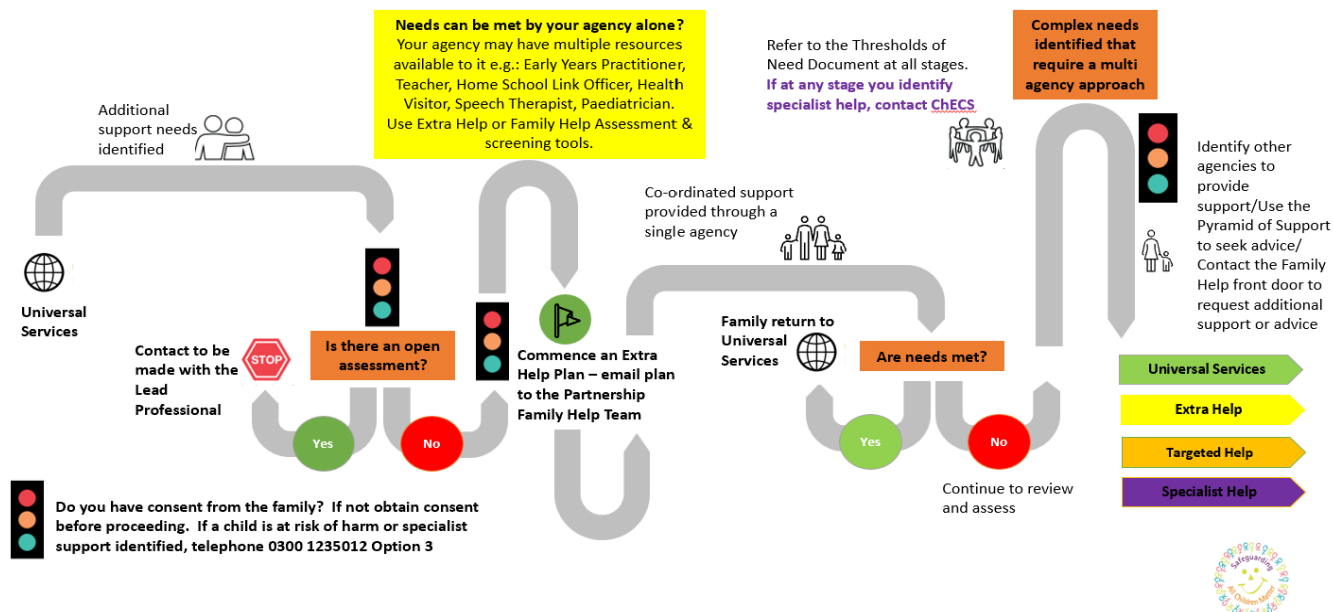 Needs can be met by your agency alone?
Your agency may have multiple resources
available to it e.g.: Early Years Practitioner,
Teacher, Home School Link Officer, Health
Visitor, Speech Therapist, Paediatrician.
Use Extra Help or Family Help Assessment &
screening tools.
Refer to the Thresholds of
Need Document at all stages.
If at any stage you identify
specialist help, contact ChECS
Complex needs
identified that
require a multi
agency approach
Additional
support needs
identified
Identify other
agencies to
provide
support/Use the
Pyramid of Support
to seek advice/
Contact the Family
Help front door to
request additional
support or advice
Co-ordinated support
provided through a
single agency
Universal
Services
Is there an open
assessment?
Contact to be
made with the
Lead
Professional
STOP
Commence an Extra
Help Plan – email plan
to the Partnership
Family Help Team
Family return to
Universal
Services
Are needs met?
Yes
No
Yes
No
Continue to review
and assess
Universal Services
Extra Help
Targeted Help
Specialist Help
Do you have consent from the family? If not obtain consent
before proceeding. If a child is at risk of harm or specialist
support identified, telephone 0300 1235012 Option 3
Safeguarding
All Children Matter